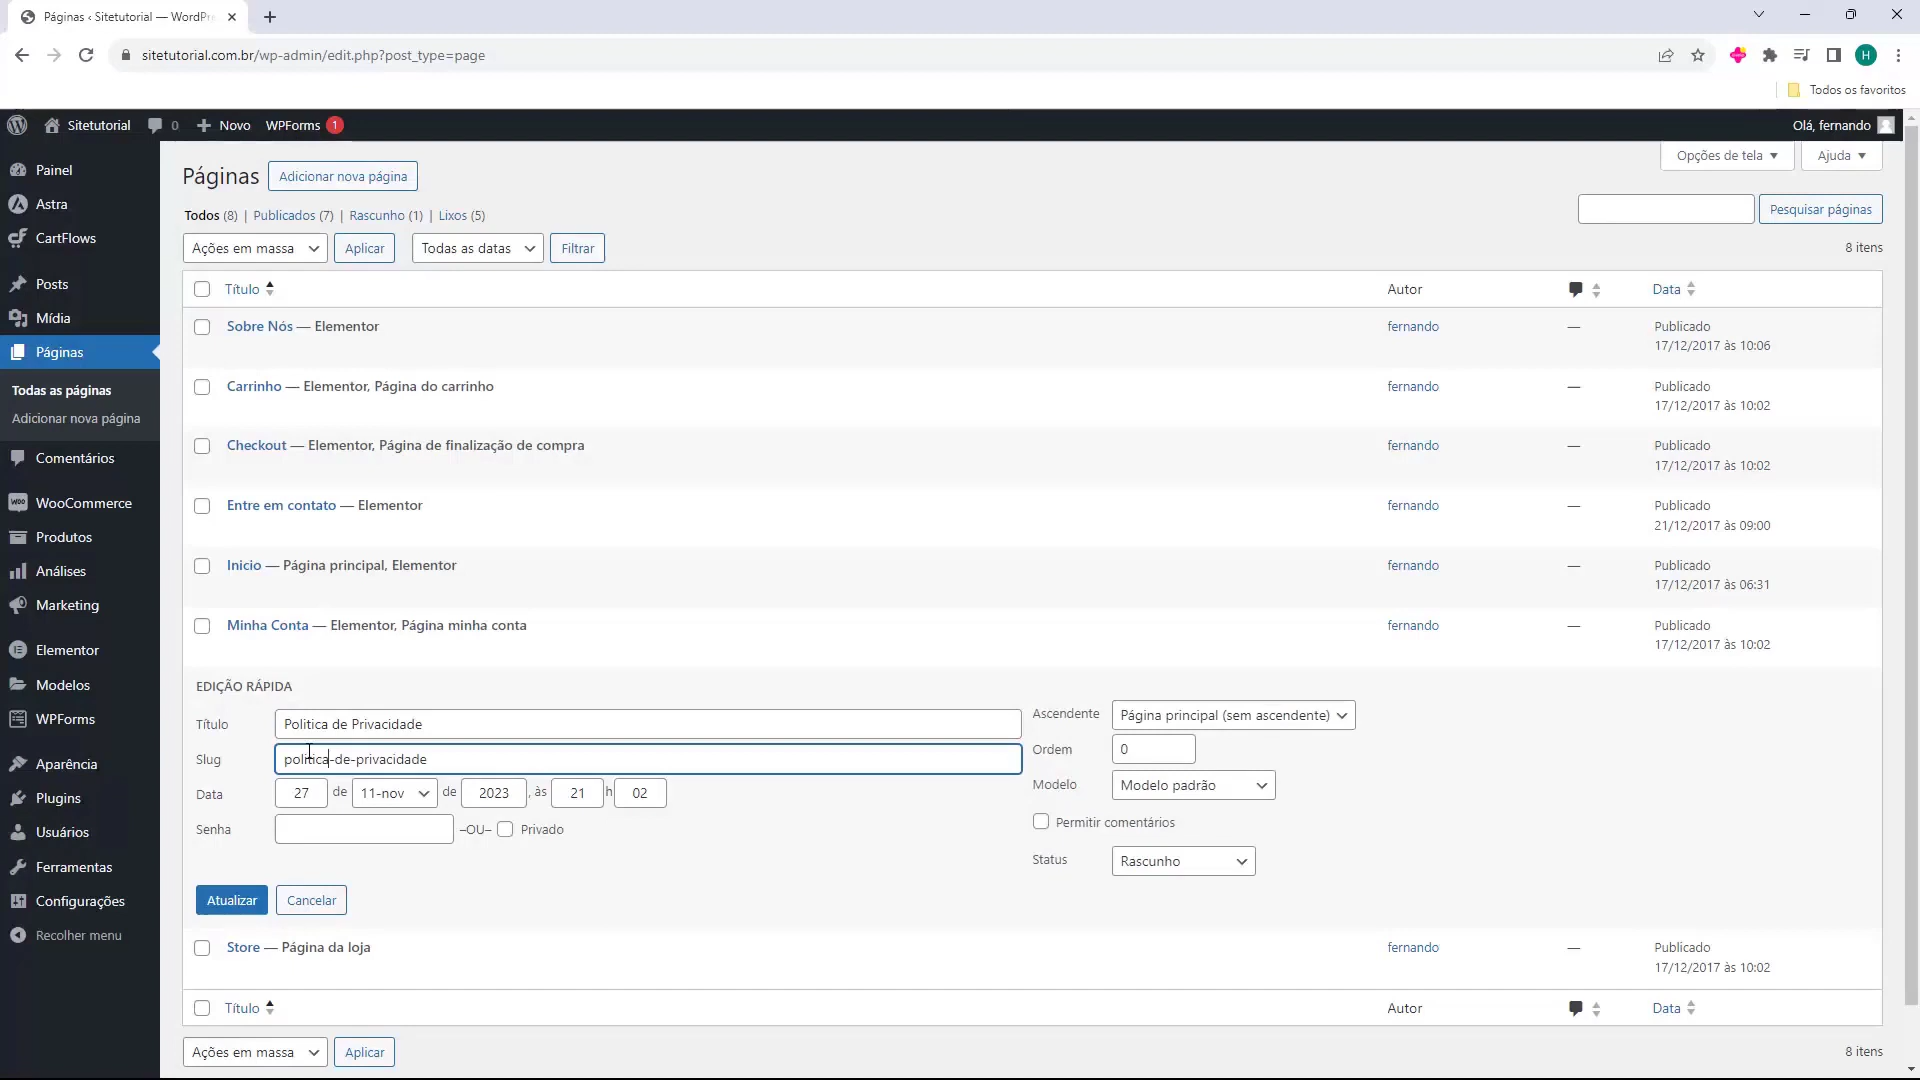 Páginas ‹ Sitetutorial — WordPr
sitetutorial.com.br/wp-admin/edit.php?post_type=page
H
Todos os favoritos
Sitetutorial 0 Novo WPForms 1
Olá, fernando
Painel
Astra
CartFlows
Posts
Mídia
Páginas
Todas as páginas
Adicionar nova página
Comentários
WooCommerce
Produtos
Análises
Marketing
Elementor
Modelos
WPForms
Aparência
Plugins
Usuários
Ferramentas
Configurações
Recolher menu
Opções de tela Ajuda
Páginas Adicionar nova página
Todos (8) | Publicados (7) | Rascunho (1) | Lixos (5)
Pesquisar páginas
Ações em massa Aplicar Todas as datas Filtrar 8 itens
Título Autor Data
Sobre Nós — Elementor fernando — Publicado
17/12/2017 às 10:06
Carrinho — Elementor, Página do carrinho fernando — Publicado
17/12/2017 às 10:02
Checkout — Elementor, Página de finalização de compra fernando — Publicado
17/12/2017 às 10:02
Entre em contato — Elementor fernando — Publicado
21/12/2017 às 09:00
Inicio — Página principal, Elementor fernando — Publicado
17/12/2017 às 06:31
Minha Conta — Elementor, Página minha conta fernando — Publicado
17/12/2017 às 10:02
EDIÇÃO RÁPIDA
Título Politica de Privacidade
Slug politica-de-privacidade
Data 27 de 11-nov de 2023 , às 21 h 02
Senha –OU– Privado
Ascendente Página principal (sem ascendente)
Ordem 0
Modelo Modelo padrão
Permitir comentários
Status Rascunho
Atualizar Cancelar
Store — Página da loja fernando — Publicado
17/12/2017 às 10:02
Título Autor Data
Ações em massa Aplicar 8 itens